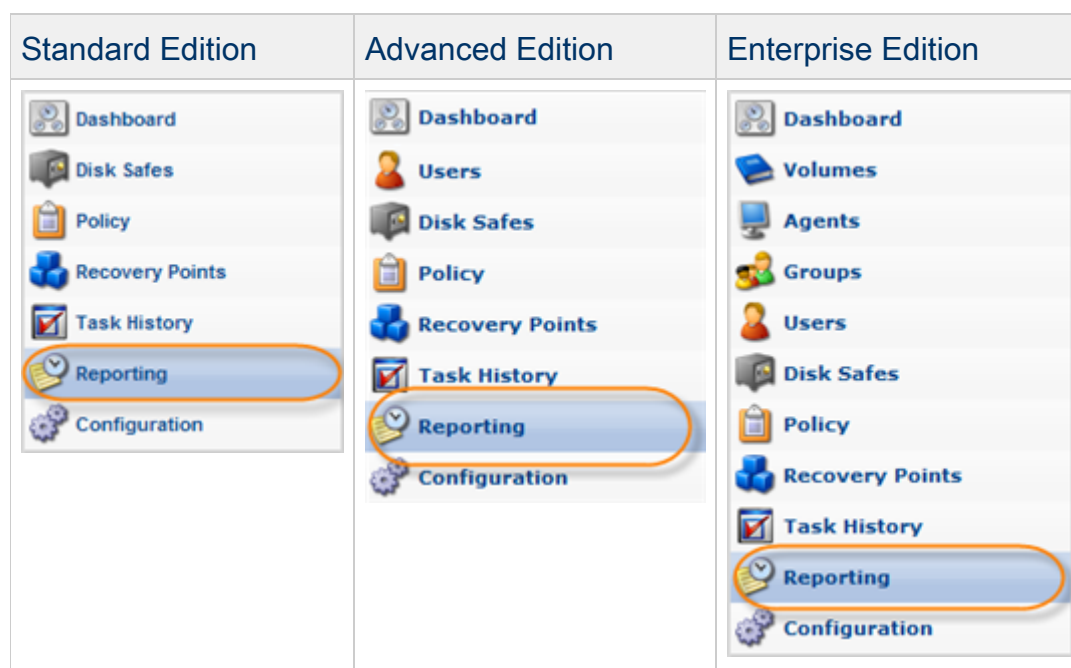 Standard Edition
Advanced Edition
Enterprise Edition
Dashboard
Disk Safes
Policy
Recovery Points
Task History
Reporting
Configuration
Dashboard
Users
Disk Safes
Policy
Recovery Points
Task History
Reporting
Configuration
Dashboard
Volumes
Agents
Groups
Users
Disk Safes
Policy
Recovery Points
Task History
Reporting
Configuration